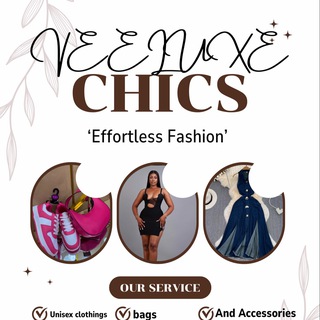 VEELUXE
CHICS
‘Effortless Fashion’
OUR SERVICE
Unisex clothings
bags
And Accessories